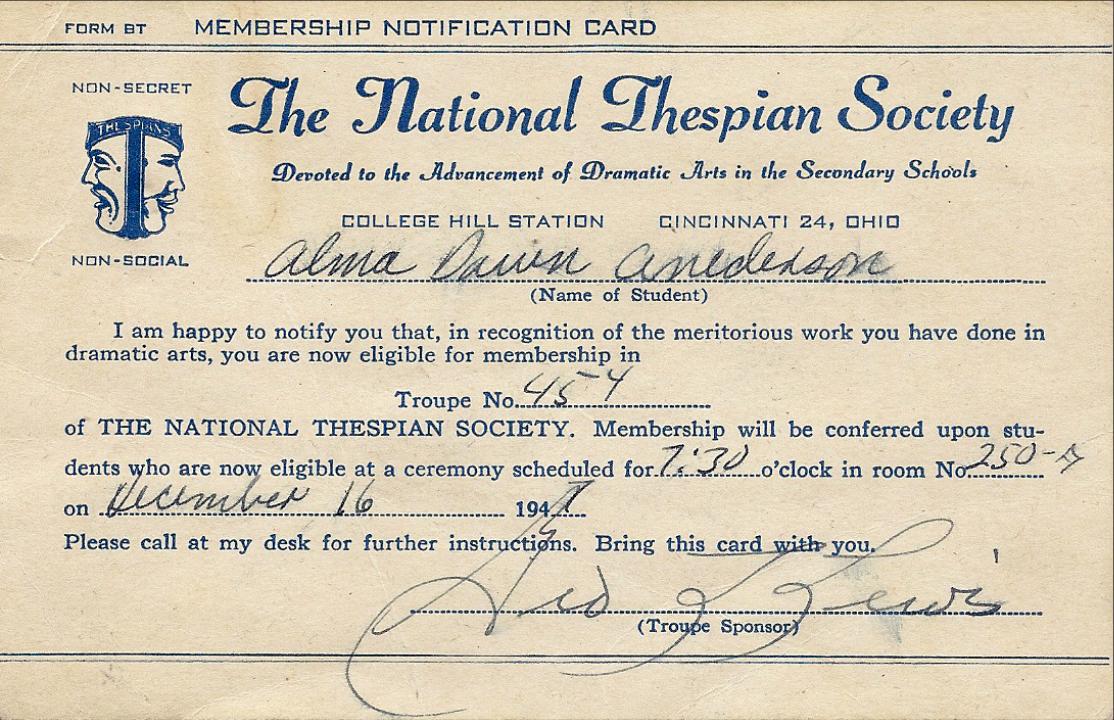 FORM BT MEMBERSHIP NOTIFICATION CARD
NON-SECRET
The National Thespian Society
THESPIANS
Devoted to the Advancement of Dramatic Arts in the Secondary Schools
COLLEGE HILL STATION CINCINNATI 24, OHIO
NON-SOCIAL
Alma Dawn
(Name of Student)
I am happy to notify you that, in recognition of the meritorious work you have done in
dramatic arts, you are now eligible for membership in
Troupe No. 454
of THE NATIONAL THESPIAN SOCIETY. Membership will be conferred upon stu-
dents who are now eligible at a ceremony scheduled for 7:30 o'clock in room No. 250-A
on December 16 1947
Please call at my desk for further instructions. Bring this card with you.
Lewis
(Troupe Sponsor)